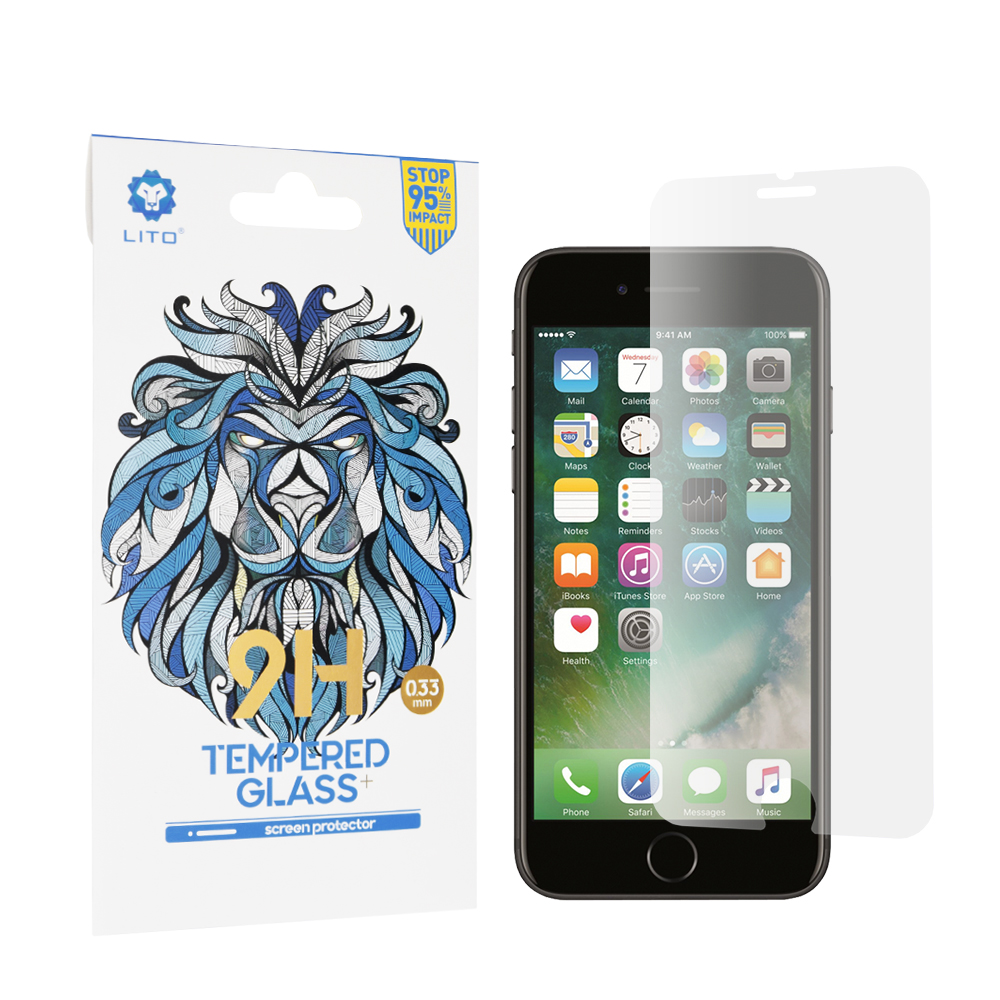 LITO®
STOP
95%
IMPACT
9H
0.33
mm
TEMPERED
GLASS+
screen protector
9:41 AM
100%
Wednesday
7
Mail
Calendar
Photos
Camera
280
Maps
Clock
Weather
Wallet
Notes
Reminders
Stocks
Videos
iBooks
iTunes Store
App Store
Home
Health
Settings
Phone
Safari
Messages
Music